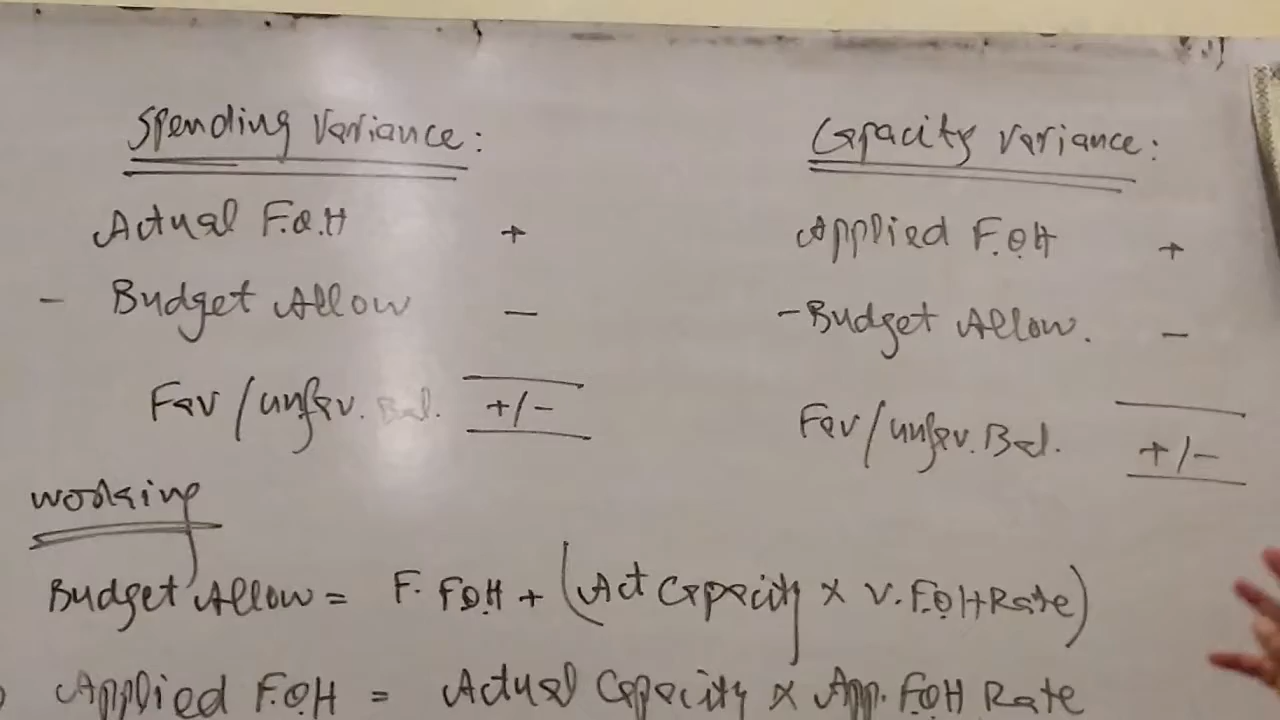 Spending Variance:
Actual F.O.H +
- Budget Allow -
Fav/unfav. Bal. +/-
Capacity Variance:
Applied F.O.H +
- Budget Allow. -
Fav/unfav. Bal. +/-
Working
Budget Allow = F. FOH + (Act Capacity × V. F.O.H Rate)
Applied F.O.H = Actual Capacity × App. F.O.H Rate